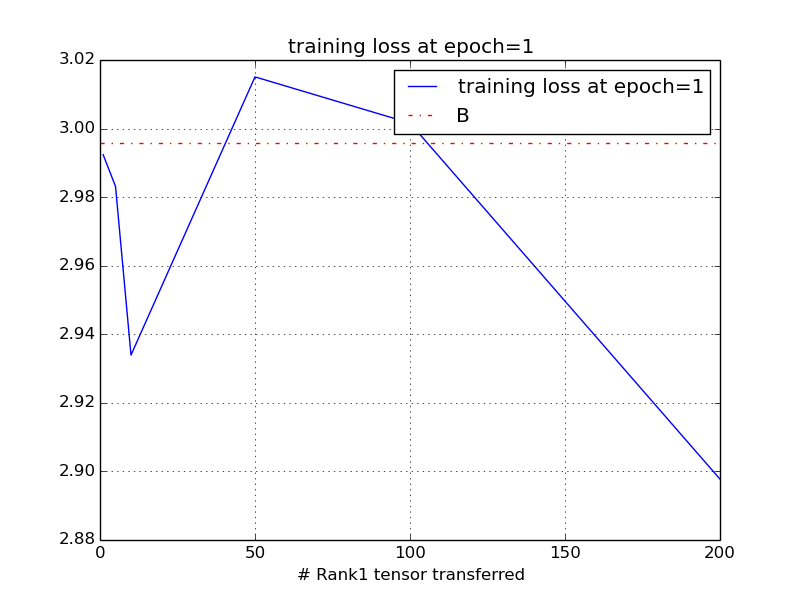 training loss at epoch=1
training loss at epoch=1
B
3.02
3.00
2.98
2.96
2.94
2.92
2.90
2.88
0 50 100 150 200
# Rank1 tensor transferred